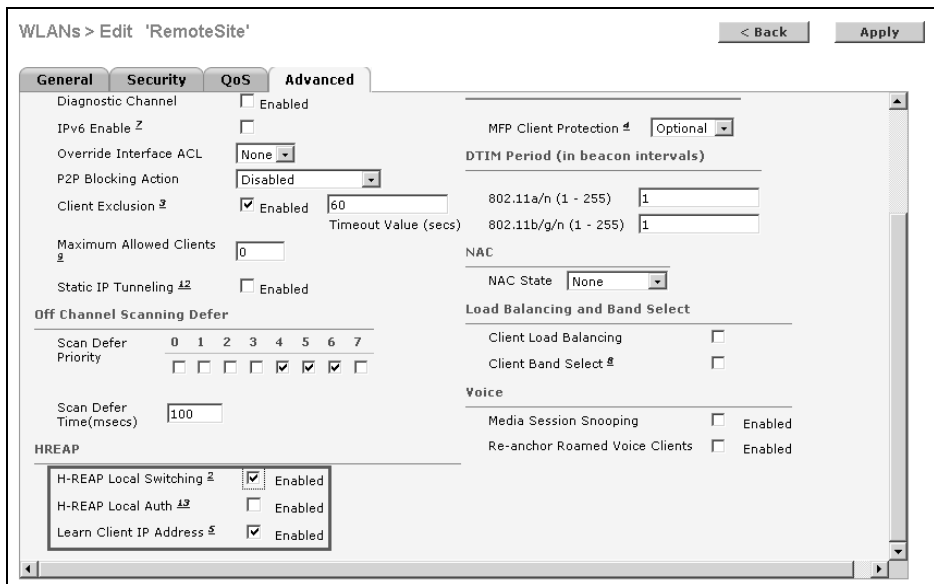 WLANs > Edit 'RemoteSite'
< Back
Apply
General
Security
QoS
Advanced
Diagnostic Channel
Enabled
IPv6 Enable 7
Override Interface ACL
None
P2P Blocking Action
Disabled
Client Exclusion 3
Enabled
60
Timeout Value (secs)
Maximum Allowed Clients
9
0
Static IP Tunneling 12
Enabled
Off Channel Scanning Defer
Scan Defer
Priority
0 1 2 3 4 5 6 7
Scan Defer
Time(msecs)
100
HREAP
H-REAP Local Switching 2
Enabled
H-REAP Local Auth 13
Enabled
Learn Client IP Address 5
Enabled
MFP Client Protection 4
Optional
DTIM Period (in beacon intervals)
802.11a/n (1 - 255)
1
802.11b/g/n (1 - 255)
1
NAC
NAC State
None
Load Balancing and Band Select
Client Load Balancing
Client Band Select 8
Voice
Media Session Snooping
Enabled
Re-anchor Roamed Voice Clients
Enabled